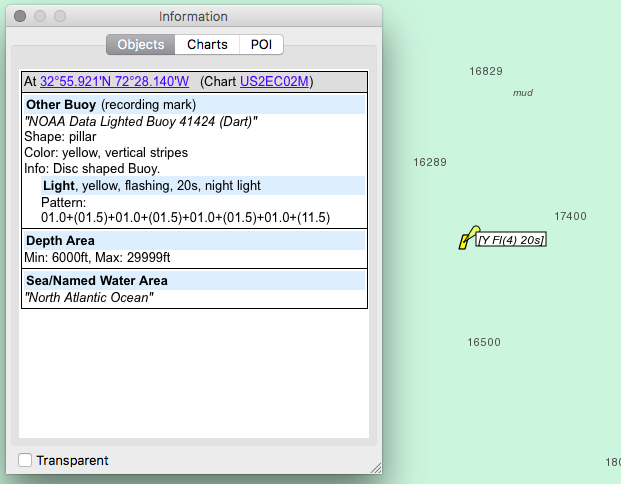 Information
Objects Charts POI
At 32°55.921'N 72°28.140'W (Chart US2EC02M)
Other Buoy (recording mark)
"NOAA Data Lighted Buoy 41424 (Dart)"
Shape: pillar
Color: yellow, vertical stripes
Info: Disc shaped Buoy.
Light, yellow, flashing, 20s, night light
Pattern:
01.0+(01.5)+01.0+(01.5)+01.0+(01.5)+01.0+(11.5)
Depth Area
Min: 6000ft, Max: 29999ft
Sea/Named Water Area
"North Atlantic Ocean"
Transparent
16829
mud
16289
17400
[Y Fl(4) 20s]
16500